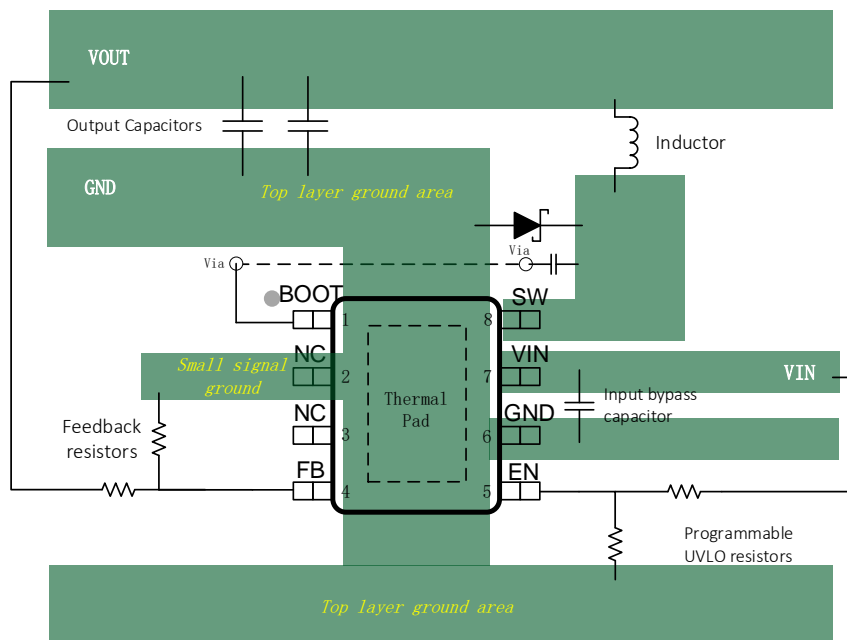 VOUT
Output Capacitors
Inductor
GND
Top layer ground area
Via
Via
BOOT
SW
1
8
NC
VIN
Small signal
ground
2
7
VIN
Thermal
Pad
Input bypass
capacitor
NC
GND
3
6
Feedback
resistors
FB
EN
4
5
Programmable
UVLO resistors
Top layer ground area